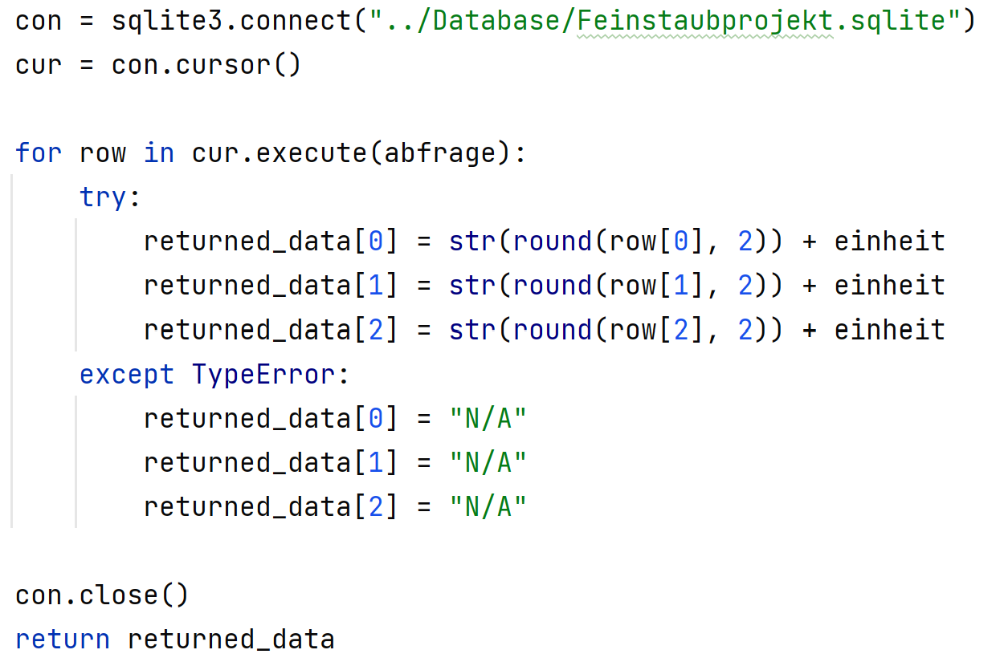 con = sqlite3.connect("../Database/Feinstaubprojekt.sqlite")
cur = con.cursor()
for row in cur.execute(abfrage):
try:
returned_data[0] = str(round(row[0], 2)) + einheit
returned_data[1] = str(round(row[1], 2)) + einheit
returned_data[2] = str(round(row[2], 2)) + einheit
except TypeError:
returned_data[0] = "N/A"
returned_data[1] = "N/A"
returned_data[2] = "N/A"
con.close()
return returned_data